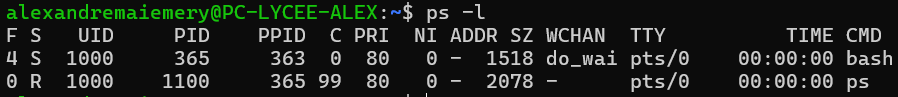 alexandremaiemery@PC-LYCEE-ALEX:~$ ps -l
F S   UID     PID    PPID  C PRI  NI ADDR SZ WCHAN  TTY          TIME CMD
4 S  1000     365     363  0  80   0 -  1518 do_wai pts/0    00:00:00 bash
0 R  1000    1100     365 99  80   0 -  2078 -      pts/0    00:00:00 ps